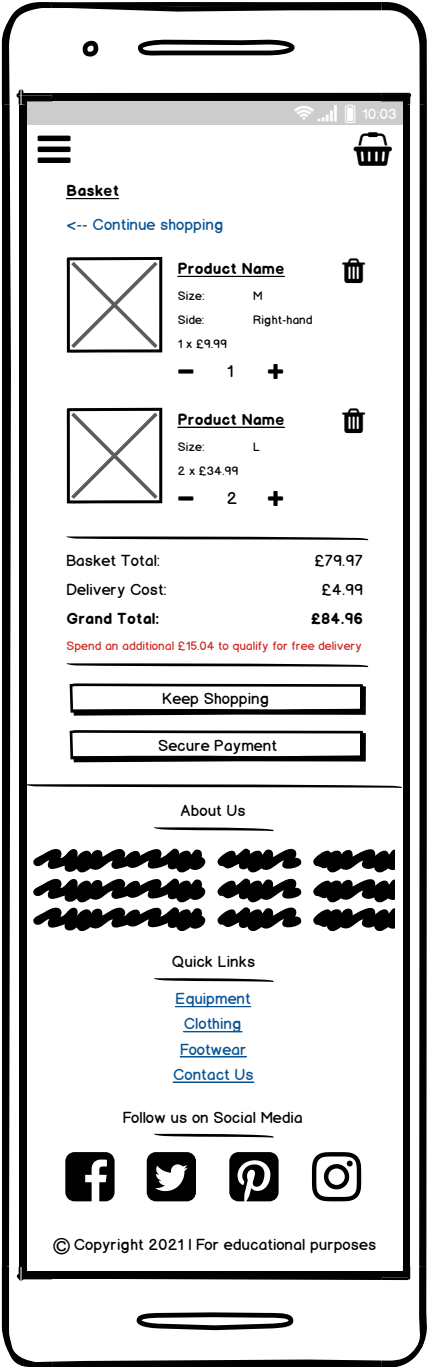 10:03
Basket
<-- Continue shopping
Product Name
Size: M
Side: Right-hand
1 x £9.99
1
Product Name
Size: L
2 x £34.99
2
Basket Total: £79.97
Delivery Cost: £4.99
Grand Total: £84.96
Spend an additional £15.04 to qualify for free delivery
Keep Shopping
Secure Payment
About Us
Quick Links
Equipment
Clothing
Footwear
Contact Us
Follow us on Social Media
© Copyright 2021 | For educational purposes